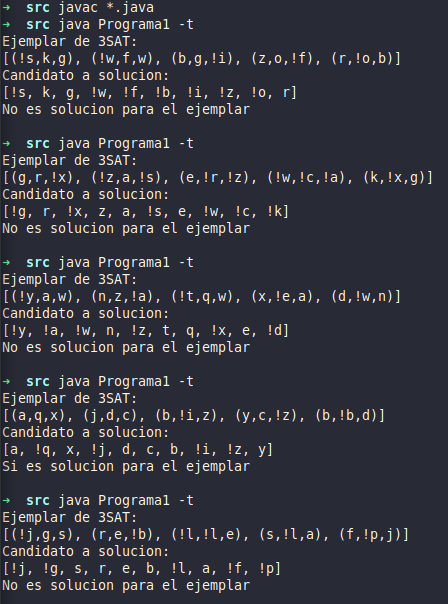 ➜  src javac *.java
➜  src java Programa1 -t
Ejemplar de 3SAT:
[(!s,k,g), (!w,f,w), (b,g,!i), (z,o,!f), (r,!o,b)]
Candidato a solucion:
[!s, k, g, !w, !f, !b, !i, !z, !o, r]
No es solucion para el ejemplar

➜  src java Programa1 -t
Ejemplar de 3SAT:
[(g,r,!x), (!z,a,!s), (e,!r,!z), (!w,!c,!a), (k,!x,g)]
Candidato a solucion:
[!g, r, !x, z, a, !s, e, !w, !c, !k]
No es solucion para el ejemplar

➜  src java Programa1 -t
Ejemplar de 3SAT:
[(!y,a,w), (n,z,!a), (!t,q,w), (x,!e,a), (d,!w,n)]
Candidato a solucion:
[!y, !a, !w, n, !z, t, q, !x, e, !d]
No es solucion para el ejemplar

➜  src java Programa1 -t
Ejemplar de 3SAT:
[(a,q,x), (j,d,c), (b,!i,z), (y,c,!z), (b,!b,d)]
Candidato a solucion:
[a, !q, x, !j, d, c, b, !i, !z, y]
Si es solucion para el ejemplar

➜  src java Programa1 -t
Ejemplar de 3SAT:
[(!j,g,s), (r,e,!b), (!l,!l,e), (s,!l,a), (f,!p,j)]
Candidato a solucion:
[!j, !g, s, r, e, b, !l, a, !f, !p]
No es solucion para el ejemplar